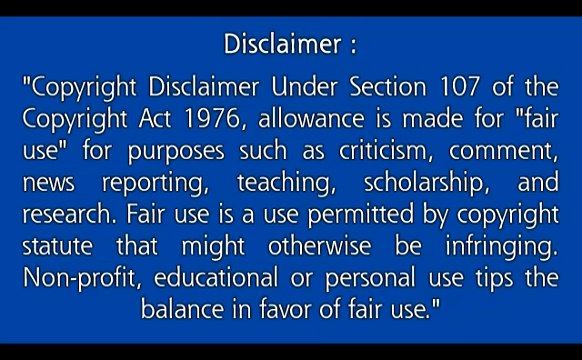 Disclaimer :
"Copyright Disclaimer Under Section 107 of the
Copyright Act 1976, allowance is made for "fair
use" for purposes such as criticism, comment,
news reporting, teaching, scholarship, and
research. Fair use is a use permitted by copyright
statute that might otherwise be infringing.
Non-profit, educational or personal use tips the
balance in favor of fair use."